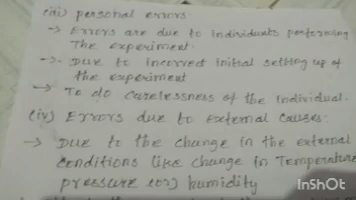 (iii) personal errors
→ Errors are due to individuals performing
The experiment.
→ Due to incorrect initial setting up of
the experiment
→ To do carelessness of the individual.
(iv) Errors due to external causes:
→ Due to the change in the external
conditions like change in Temperature
pressure (or) humidity
InShOt